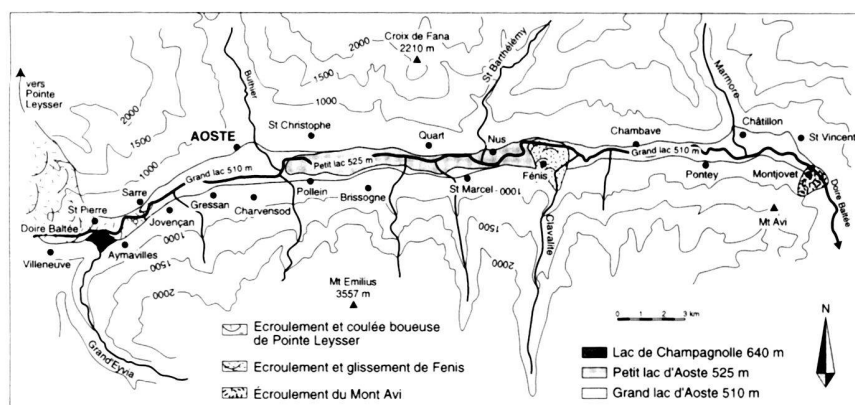 vers
Pointe
Leysser
2000
1500
1000
Croix de Fana
2210 m
2000
1500
1000
St Barthélémy
Marmore
Buthier
AOSTE
St Christophe
Quart
Nus
Chambave
Châtillon
St Vincent
Grand lac 510 m
Petit lac 525 m
Grand lac 510 m
Sarre
St Pierre
Doire Baltée
Villeneuve
Aymavilles
Jovençan
Gressan
Charvensod
Pollein
Brissogne
St Marcel
Fénis
Pontey
Montjovet
Doire Baltée
Mt Avi
1000
1500
2000
1000
1500
2000
Clavalite
Grand'Eyvia
Mt Emilius
3557 m
0 1 2 3 km
N
Ecroulement et coulée boueuse
de Pointe Leysser
Ecroulement et glissement de Fenis
Écroulement du Mont Avi
Lac de Champagnolle 640 m
Petit lac d'Aoste 525 m
Grand lac d'Aoste 510 m